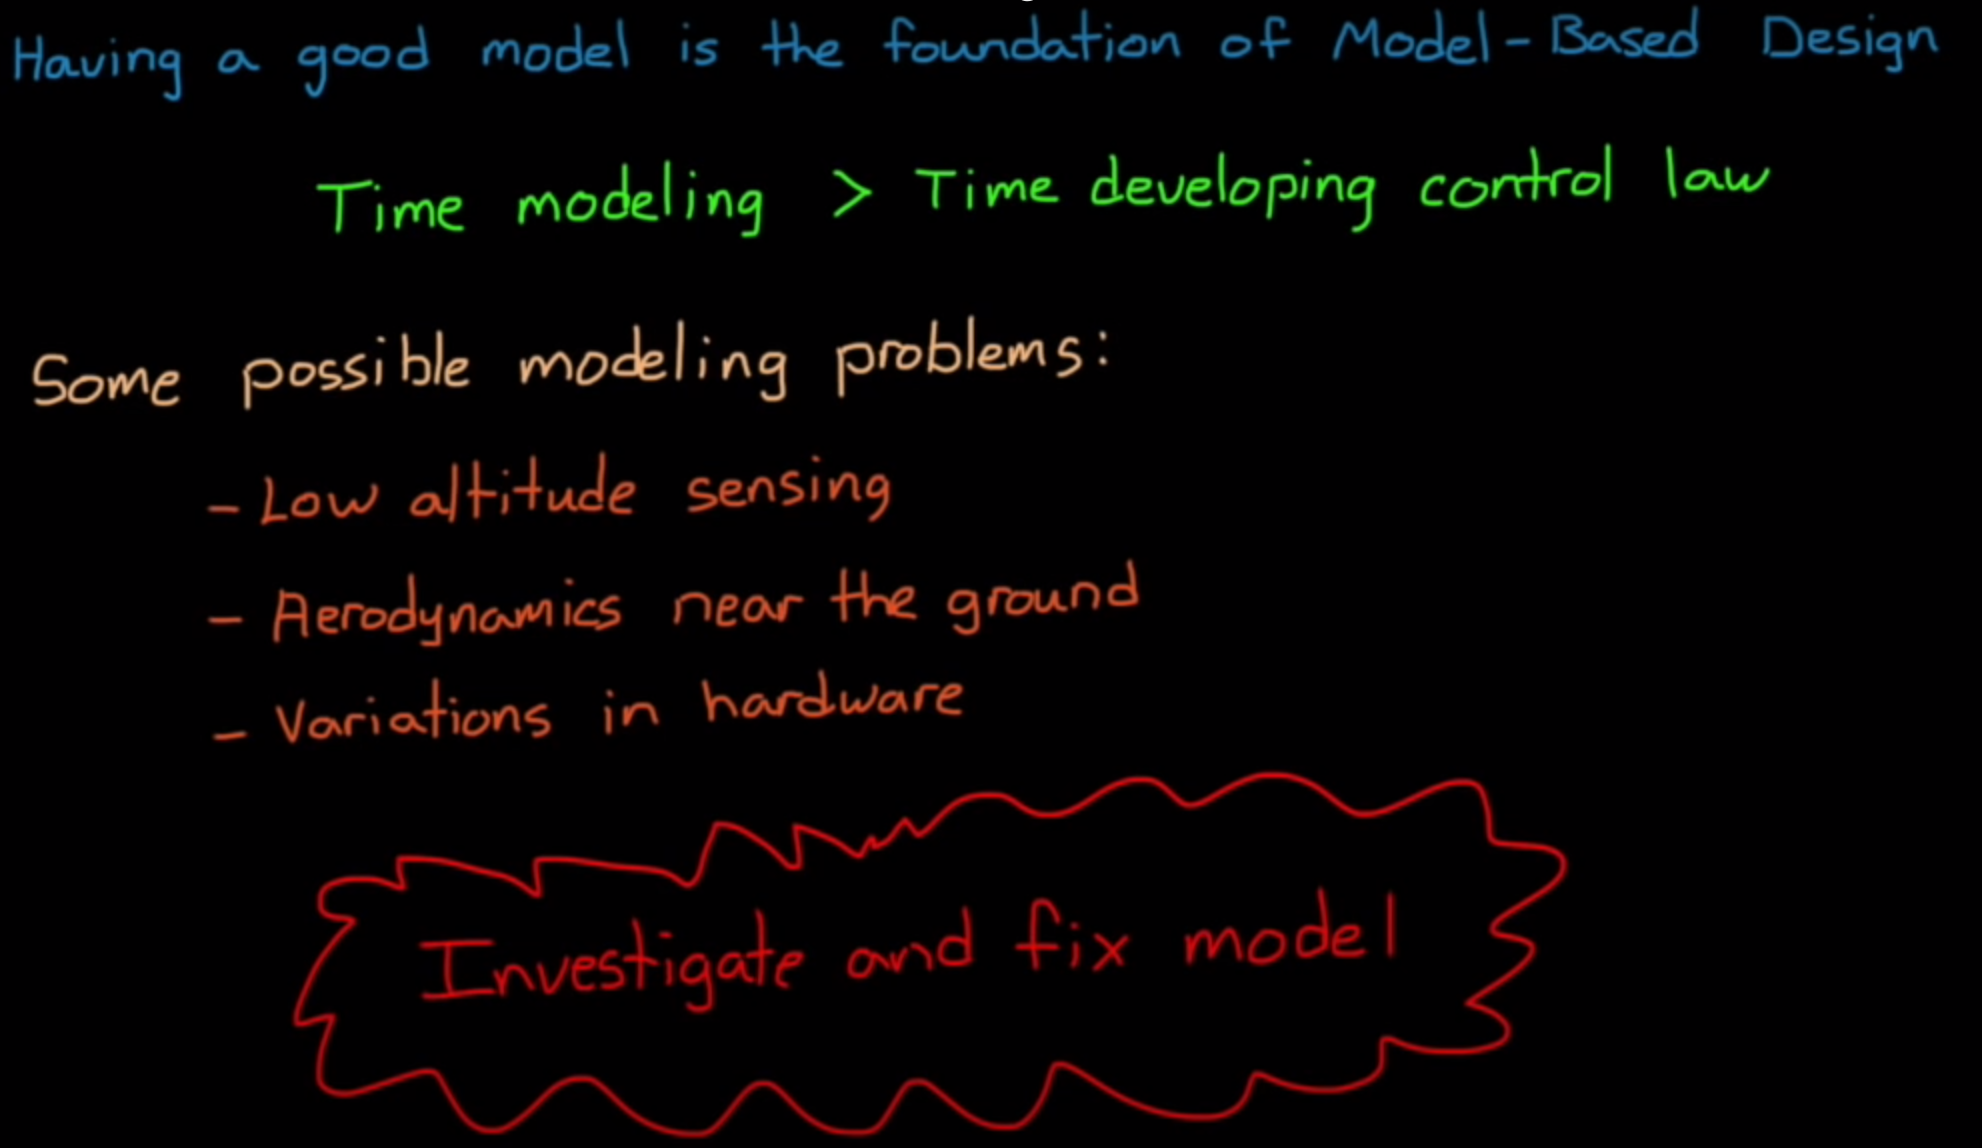 Having a good model is the foundation of Model-Based Design
Time modeling > Time developing control law
Some possible modeling problems:
- Low altitude sensing
- Aerodynamics near the ground
- Variations in hardware
Investigate and fix model